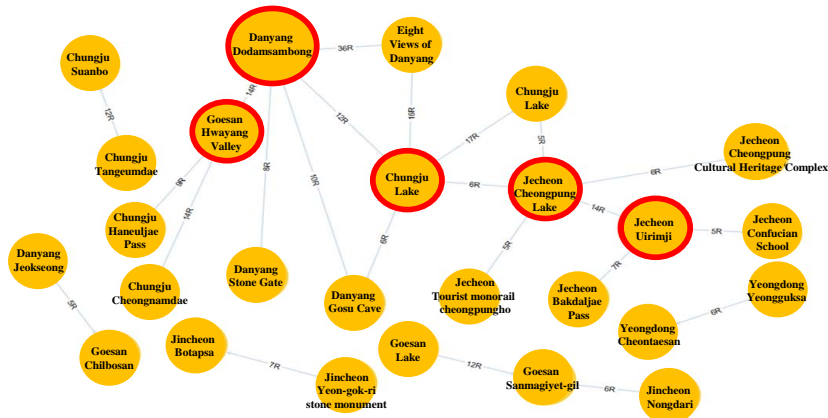 Danyang
Dodamsambong
36R
Eight
Views of
Danyang
Chungju
Suanbo
12R
Chungju
Tangeumdae
14R
Goesan
Hwayang
Valley
9R
Chungju
Haneuljae
Pass
14R
Chungju
Cheongnamdae
8R
Danyang
Stone Gate
10R
Danyang
Gosu Cave
12R
16R
Chungju
Lake
6R
17R
Chungju
Lake
5R
6R
Jecheon
Cheongpung
Lake
6R
Jecheon
Cheongpung
Cultural Heritage Complex
14R
Jecheon
Uirimji
5R
Jecheon
Confucian
School
5R
Jecheon
Tourist monorail
cheongpungho
7R
Jecheon
Bakdaljae
Pass
Yeongdong
Yeongguksa
6R
Yeongdong
Cheontaesan
Danyang
Jeokseong
5R
Goesan
Chilbosan
Jincheon
Botapsa
7R
Jincheon
Yeon-gok-ri
stone monument
Goesan
Lake
12R
Goesan
Sanmagiyet-gil
6R
Jincheon
Nongdari